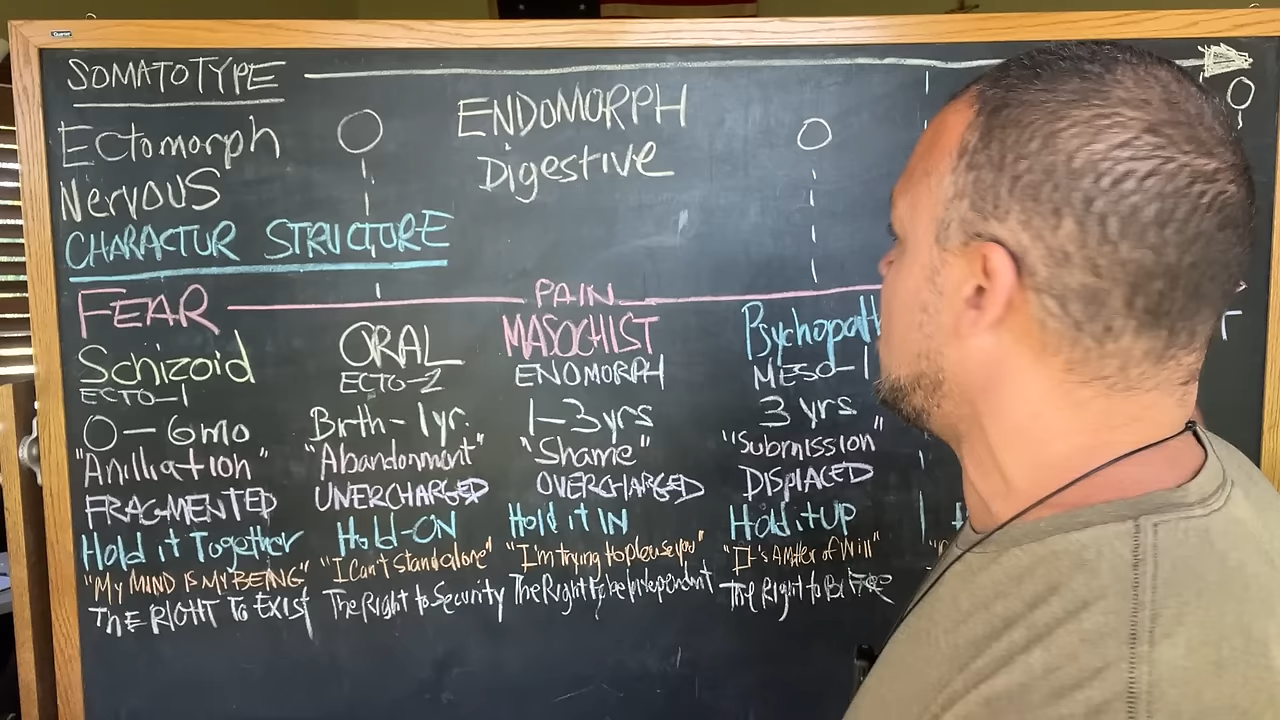 SOMATOTYPE
Ectomorph
Nervous
ENDOMORPH
Digestive
CHARACTUR STRUCTURE
FEAR PAIN
Schizoid ORAL MASOCHIST Psychopath
ECTO-1 ECTO-2 ENOMORPH MESO-1
0-6mo Birth-1yr. 1-3yrs 3yrs
"Aniliation" "Abandonment" "Shame" "Submission"
FRAGMENTED UNERCHARGED OVERCHARGED DISPLACED
Hold it Together Hold-ON Hold it IN Hold it UP
"MY MIND IS MY BEING" "I Can't Stand alone" "I'm trying to please you" "It's A Matter of Will"
THE RIGHT TO EXIST The Right to Security The Right to be independent The Right to Be Free